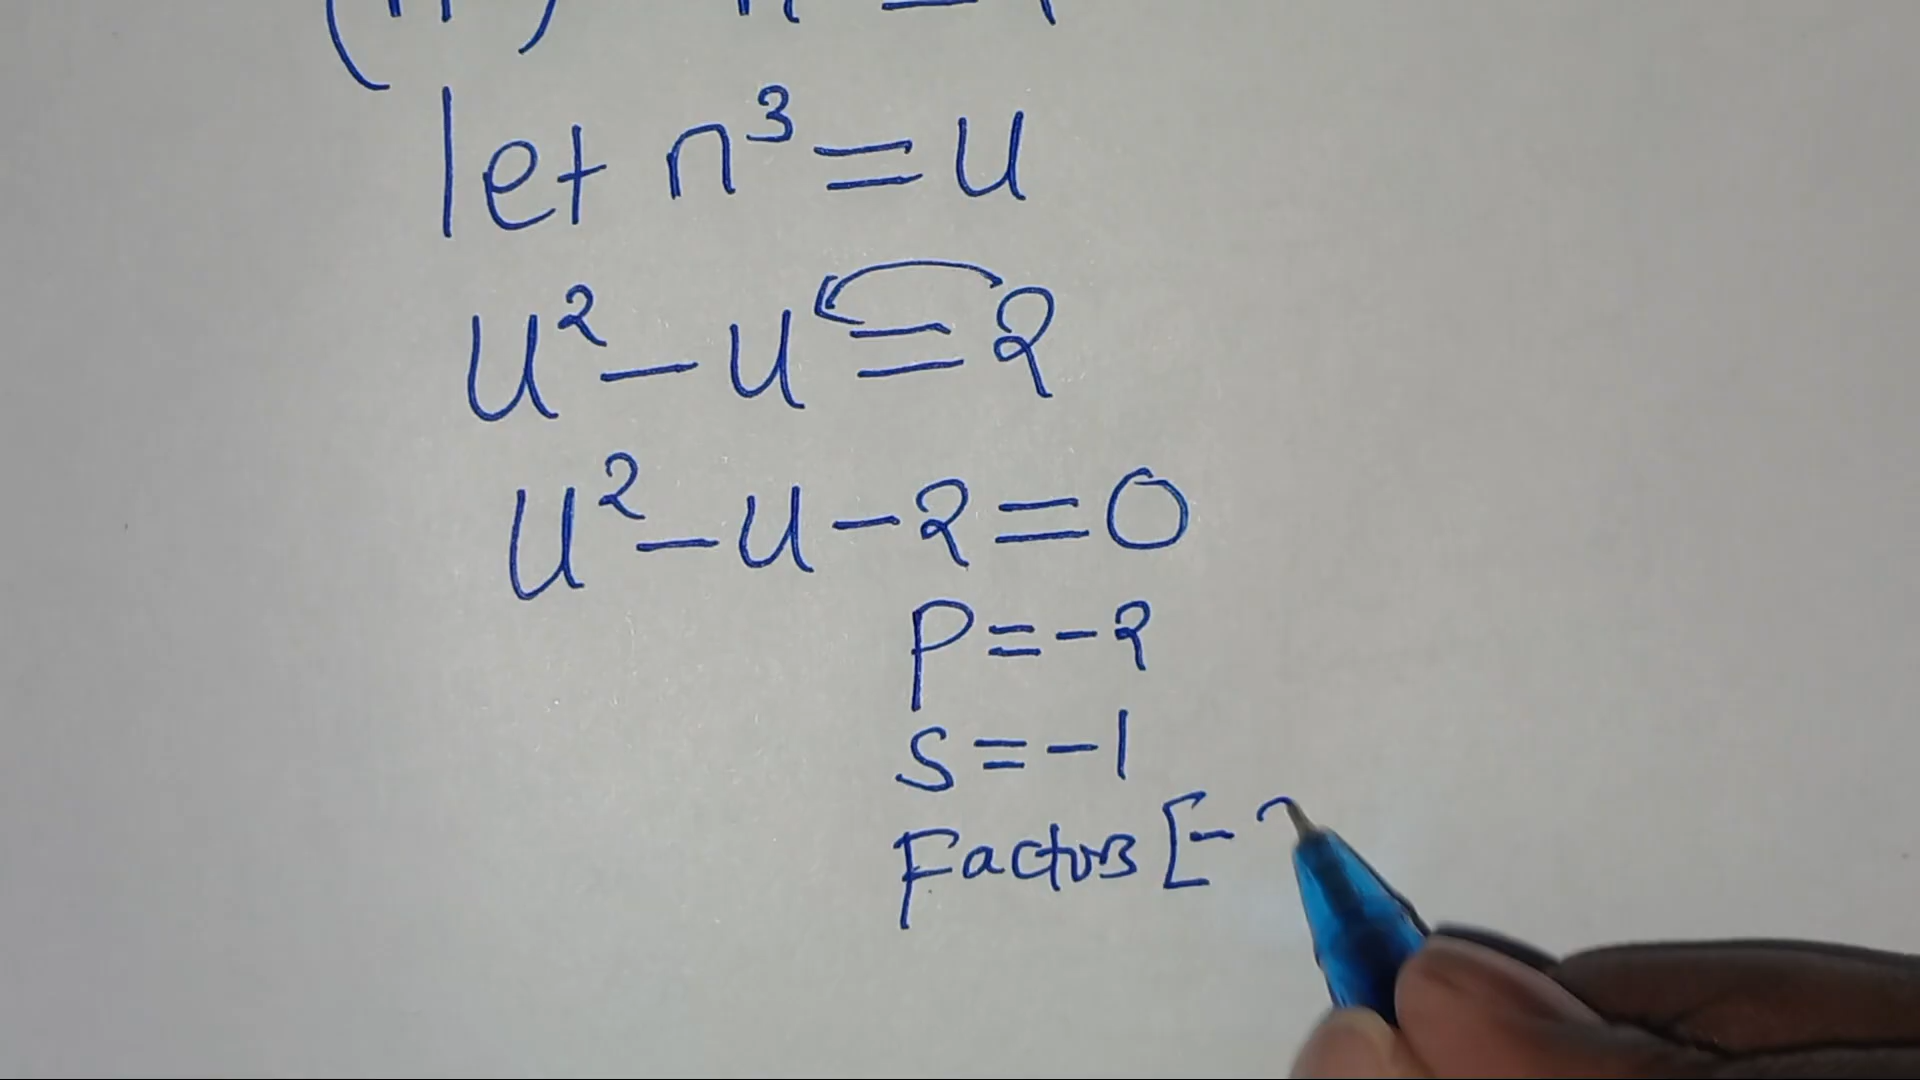 let n³ = u
u² - u = 2
u² - u - 2 = 0
P = -2
S = -1
Factors [-